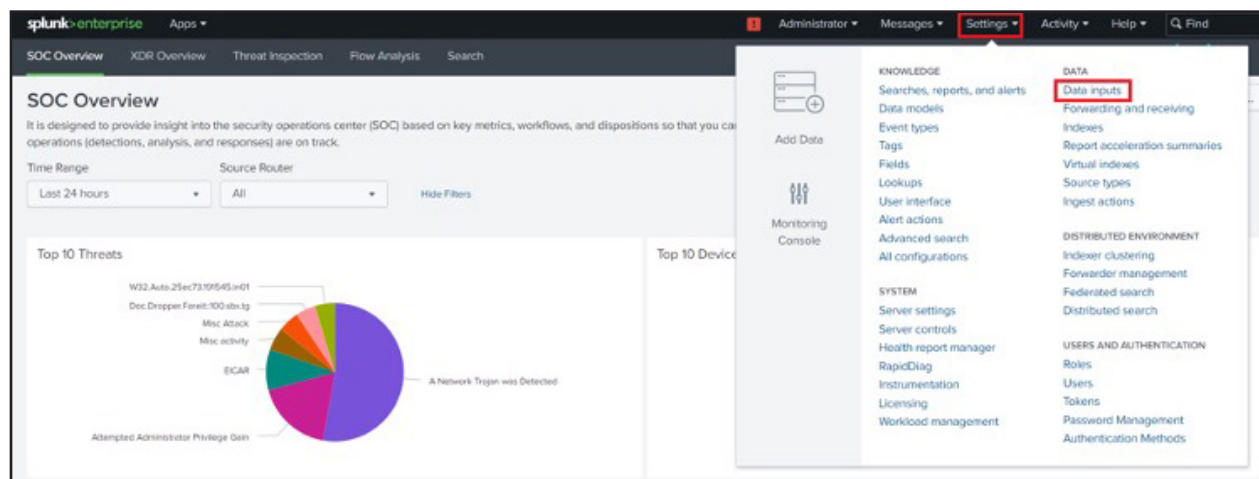 splunk>enterprise Apps
! Administrator Messages Settings Activity Help Find
SOC Overview XDR Overview Threat Inspection Flow Analysis Search
SOC Overview
It is designed to provide insight into the security operations center (SOC) based on key metrics, workflows, and dispositions so that you ca
operations (detections, analysis, and responses) are on track.
Time Range
Last 24 hours
Source Router
All
Hide Filters
Top 10 Threats
W32.Auto.25ec73.191545.in01
Doc.Dropper.Fareit::100.sbx.tg
Misc Attack
Misc activity
EICAR
Attempted Administrator Privilege Gain
A Network Trojan was Detected
Top 10 Device
Add Data
Monitoring
Console
KNOWLEDGE
Searches, reports, and alerts
Data models
Event types
Tags
Fields
Lookups
User interface
Alert actions
Advanced search
All configurations
SYSTEM
Server settings
Server controls
Health report manager
RapidDiag
Instrumentation
Licensing
Workload management
DATA
Data inputs
Forwarding and receiving
Indexes
Report acceleration summaries
Virtual indexes
Source types
Ingest actions
DISTRIBUTED ENVIRONMENT
Indexer clustering
Forwarder management
Federated search
Distributed search
USERS AND AUTHENTICATION
Roles
Users
Tokens
Password Management
Authentication Methods